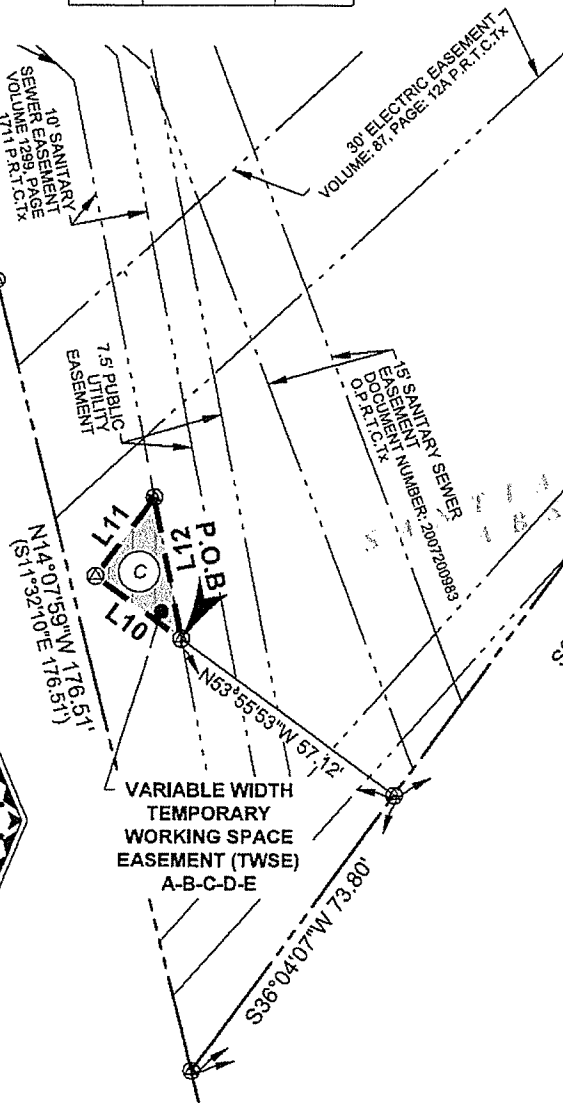 30' ELECTRIC EASEMENT
VOLUME: 87, PAGE: 12A P.R.T.C.Tx
10' SANITARY
SEWER EASEMENT
VOLUME 1299, PAGE
1711 P.R.T.C.Tx
15' SANITARY SEWER
EASEMENT
DOCUMENT NUMBER: 2007200963
O.P.R.T.C.Tx
7.5' PUBLIC
UTILITY
EASEMENT
L11
L12
P.O.B
C
L10
N14°07'59"W 176.51'
(S11°32'10"E 176.51')
N53°55'53"W 57.12'
VARIABLE WIDTH
TEMPORARY
WORKING SPACE
EASEMENT (TWSE)
A-B-C-D-E
S36°04'07"W 73.80'